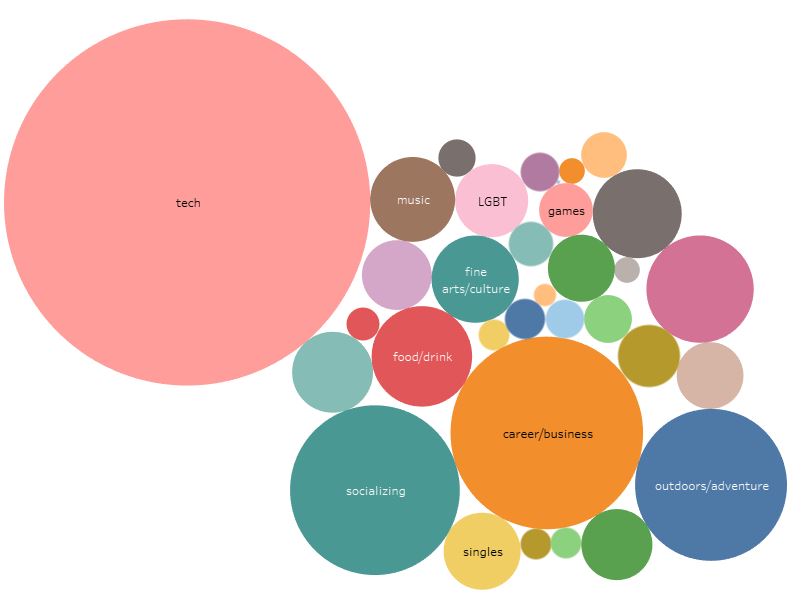 tech
music
LGBT
games
fine
arts/culture
food/drink
career/business
socializing
outdoors/adventure
singles